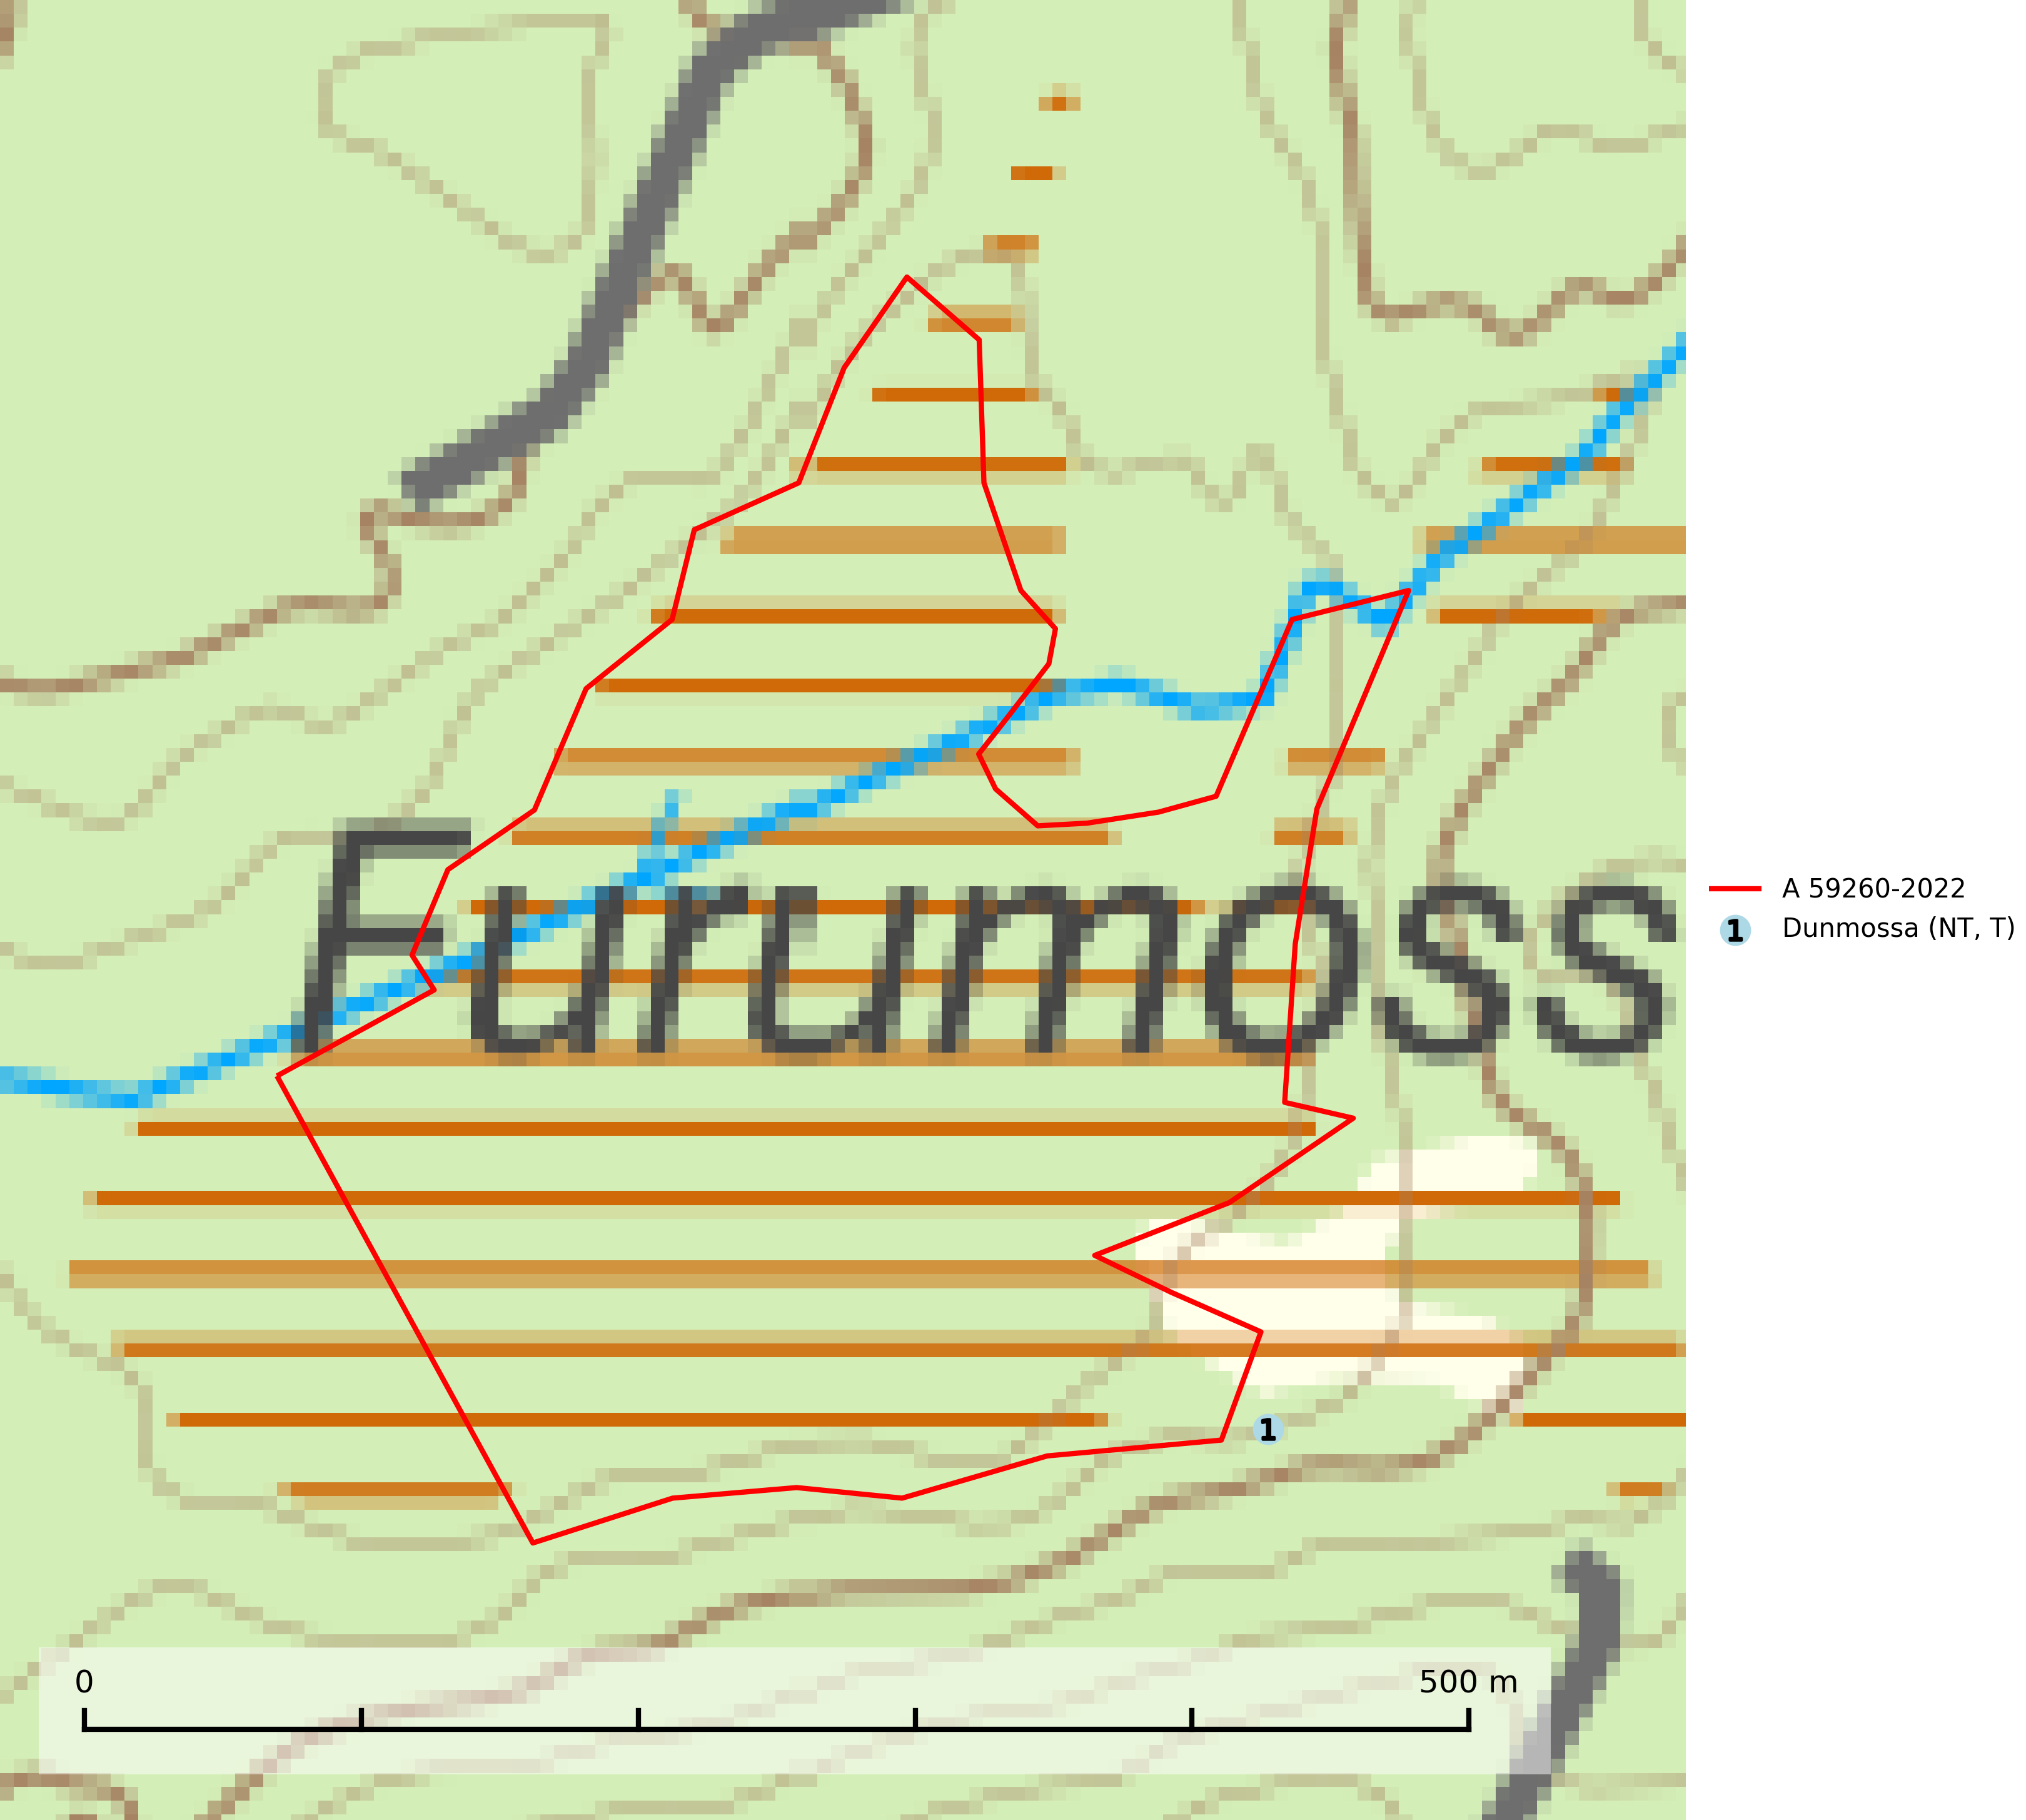 Furumoss
A 59260-2022
1 Dunmossa (NT, T)
1
0 500 m